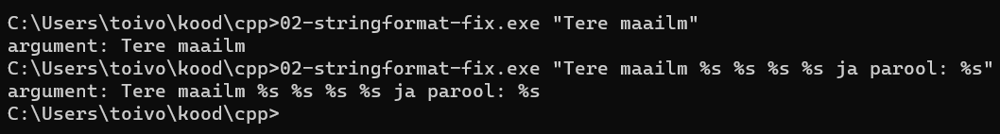 C:\Users\toivo\kood\cpp>02-stringformat-fix.exe "Tere maailm"
argument: Tere maailm
C:\Users\toivo\kood\cpp>02-stringformat-fix.exe "Tere maailm %s %s %s %s ja parool: %s"
argument: Tere maailm %s %s %s %s ja parool: %s
C:\Users\toivo\kood\cpp>